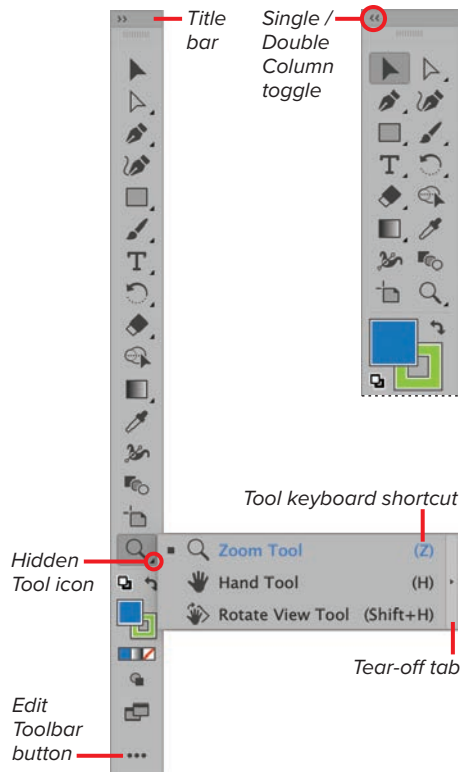 Title
bar
Single /
Double
Column
toggle
T
T
Tool keyboard shortcut
Hidden
Tool icon
Zoom Tool (Z)
Hand Tool (H)
Rotate View Tool (Shift+H)
Tear-off tab
Edit
Toolbar
button